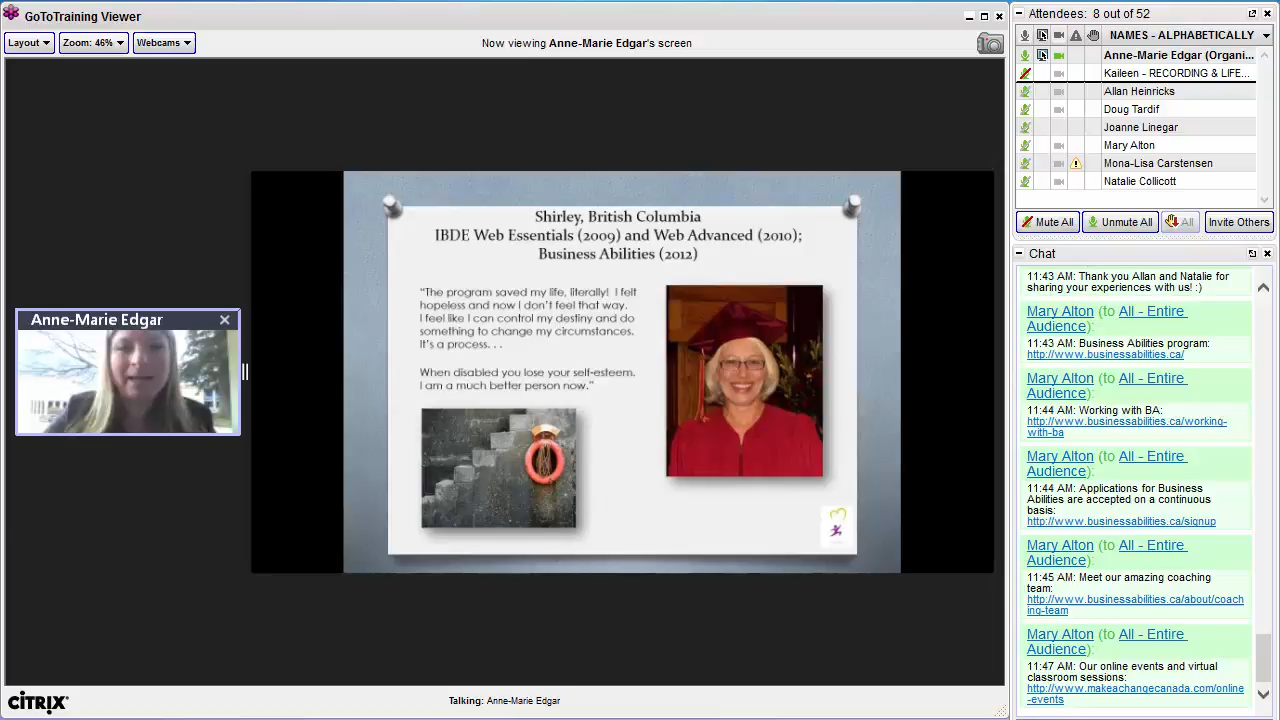 GoToTraining Viewer
Layout
Zoom: 46%
Webcams
Now viewing Anne-Marie Edgar's screen
Anne-Marie Edgar
Shirley, British Columbia
IBDE Web Essentials (2009) and Web Advanced (2010);
Business Abilities (2012)
"The program saved my life, literally! I felt
hopeless and now I don't feel that way.
I feel like I can control my destiny and do
something to change my circumstances.
It's a process. . .
When disabled you lose your self-esteem.
I am a much better person now."
CITRIX
Talking: Anne-Marie Edgar
Attendees: 8 out of 52
NAMES - ALPHABETICALLY
Anne-Marie Edgar (Organi...
Kaileen - RECORDING & LIFE...
Allan Heinricks
Doug Tardif
Joanne Linegar
Mary Alton
Mona-Lisa Carstensen
Natalie Collicott
Mute All
Unmute All
All
Invite Others
Chat
11:43 AM: Thank you Allan and Natalie for
sharing your experiences with us! :)
Mary Alton (to All - Entire
Audience):
11:43 AM: Business Abilities program:
http://www.businessabilities.ca/
Mary Alton (to All - Entire
Audience):
11:44 AM: Working with BA:
http://www.businessabilities.ca/working-
with-ba
Mary Alton (to All - Entire
Audience):
11:44 AM: Applications for Business
Abilities are accepted on a continuous
basis:
http://www.businessabilities.ca/signup
Mary Alton (to All - Entire
Audience):
11:45 AM: Meet our amazing coaching
team:
http://www.businessabilities.ca/about/coach
ing-team
Mary Alton (to All - Entire
Audience):
11:47 AM: Our online events and virtual
classroom sessions:
http://www.makeachangecanada.com/online
-events